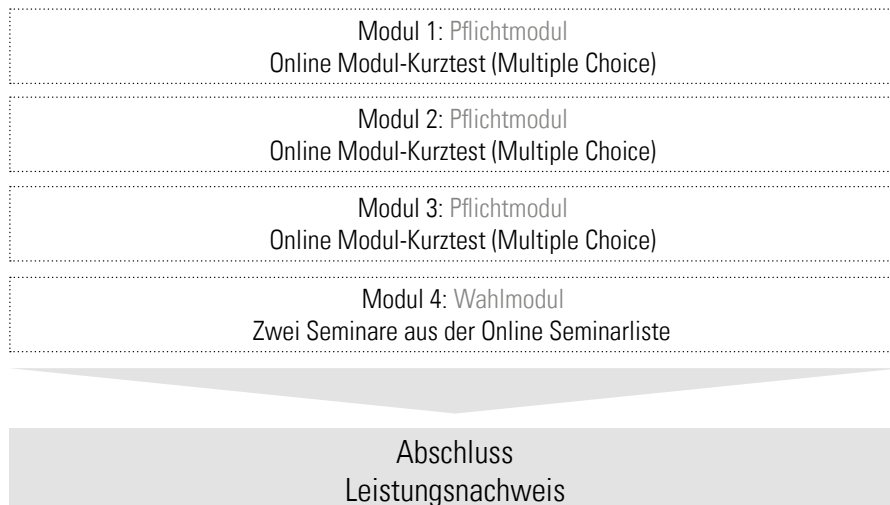 Modul 1: Pflichtmodul
Online Modul-Kurztest (Multiple Choice)
Modul 2: Pflichtmodul
Online Modul-Kurztest (Multiple Choice)
Modul 3: Pflichtmodul
Online Modul-Kurztest (Multiple Choice)
Modul 4: Wahlmodul
Zwei Seminare aus der Online Seminarliste
Abschluss
Leistungsnachweis